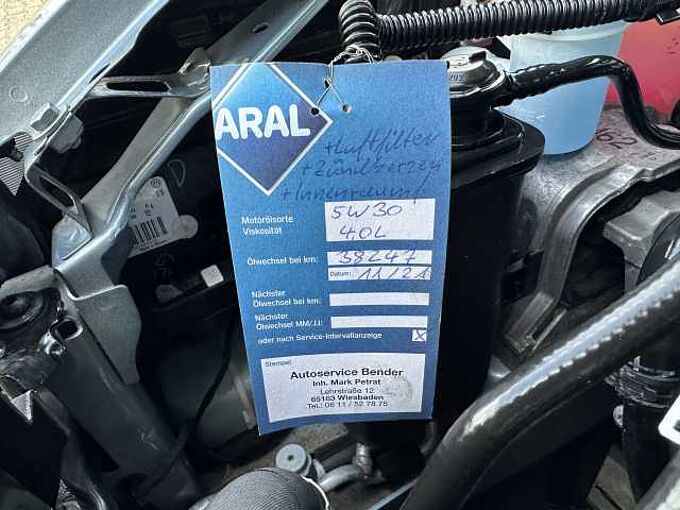 ARAL
+Luftfilter
+Zündkerzen
+Innenraumf.
Motorölsorte 5W30
Viskosität 4.0L
Ölwechsel bei km: 38247
Datum: 11/21
Nächster
Ölwechsel bei km:
Nächster
Ölwechsel MM/JJ:
oder nach Service-Intervallanzeige X
Stempel:
Autoservice Bender
Inh. Mark Petrat
Lehrstraße 12
65183 Wiesbaden
Tel.: 06 11 / 52 78 75